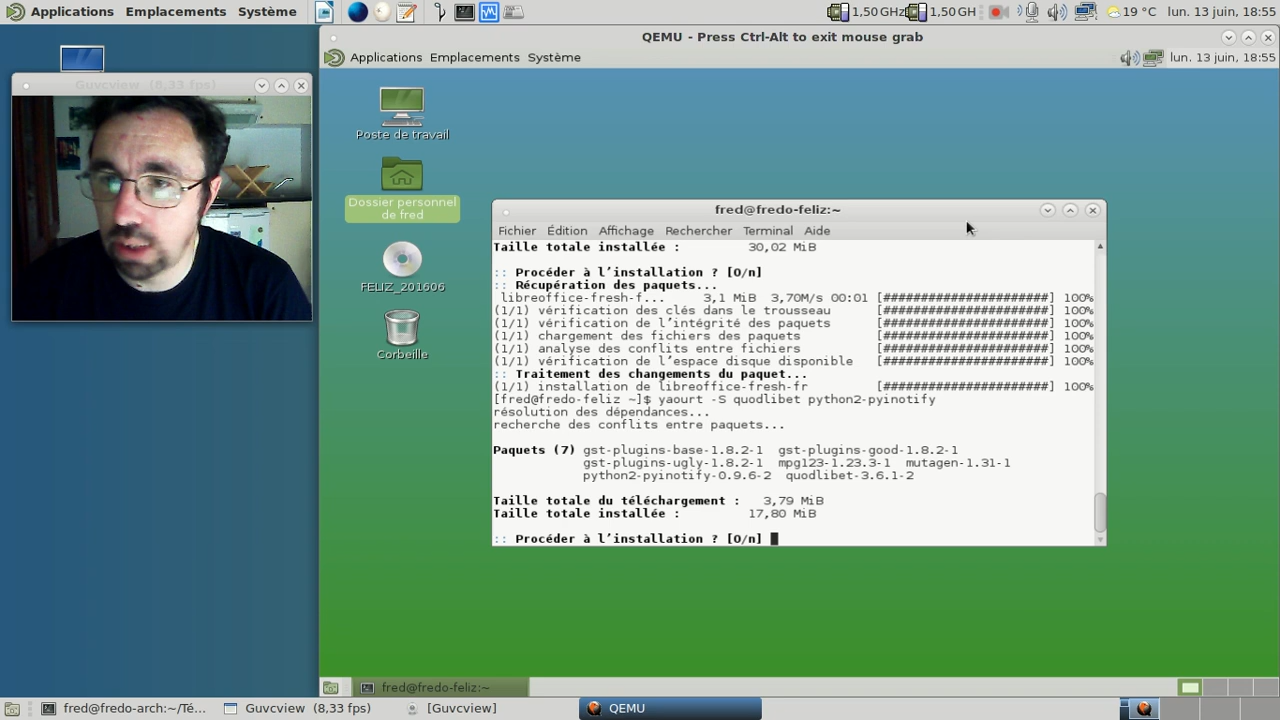 Applications Emplacements Système 1,50 GHz 1,50 GH 19 °C lun. 13 juin, 18:55
QEMU - Press Ctrl-Alt to exit mouse grab
Applications Emplacements Système lun. 13 juin, 18:55
Guvcview (8,33 fps)
Poste de travail
Dossier personnel
de fred
FELIZ_201606
Corbeille
fred@fredo-feliz:~
Fichier Édition Affichage Rechercher Terminal Aide
Taille totale installée : 30,02 MiB
:: Procéder à l’installation ? [O/n]
:: Récupération des paquets...
libreoffice-fresh-f... 3,1 MiB 3,70M/s 00:01 [######################] 100%
(1/1) vérification des clés dans le trousseau [######################] 100%
(1/1) vérification de l’intégrité des paquets [######################] 100%
(1/1) chargement des fichiers des paquets [######################] 100%
(1/1) analyse des conflits entre fichiers [######################] 100%
(1/1) vérification de l’espace disque disponible [######################] 100%
:: Traitement des changements du paquet...
(1/1) installation de libreoffice-fresh-fr [######################] 100%
[fred@fredo-feliz ~]$ yaourt -S quodlibet python2-pyinotify
résolution des dépendances...
recherche des conflits entre paquets...
Paquets (7) gst-plugins-base-1.8.2-1 gst-plugins-good-1.8.2-1
gst-plugins-ugly-1.8.2-1 mpg123-1.23.3-1 mutagen-1.31-1
python2-pyinotify-0.9.6-2 quodlibet-3.6.1-2
Taille totale du téléchargement : 3,79 MiB
Taille totale installée : 17,80 MiB
:: Procéder à l’installation ? [O/n]
fred@fredo-feliz:~
fred@fredo-arch:~/Té... Guvcview (8,33 fps) [Guvcview] QEMU